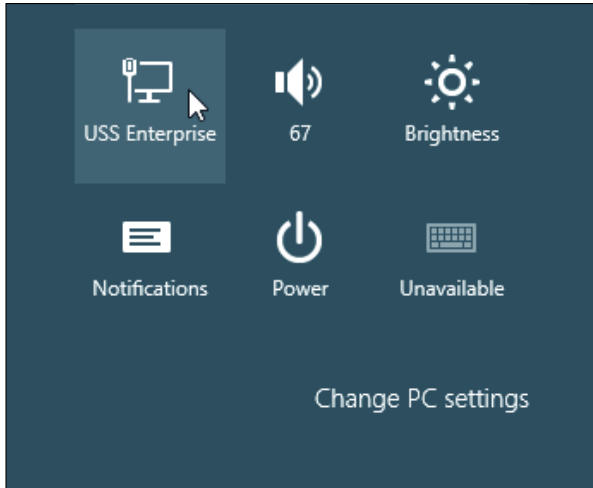 USS Enterprise
67
Brightness
Notifications
Power
Unavailable
Change PC settings